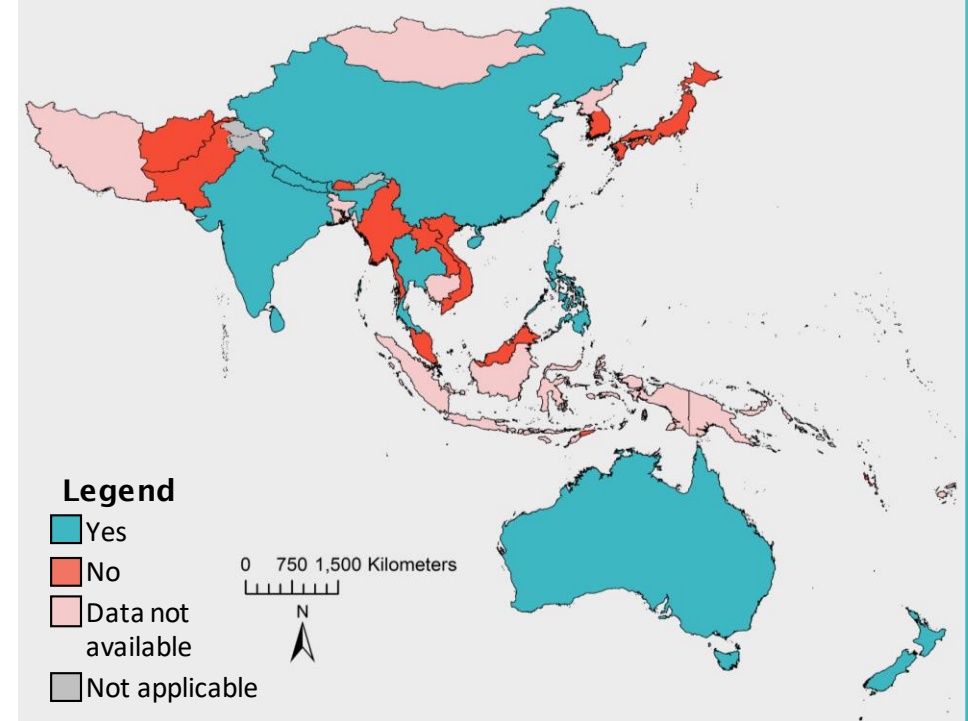 Legend
Yes
No
Data not
available
Not applicable
0 750 1,500 Kilometers
N